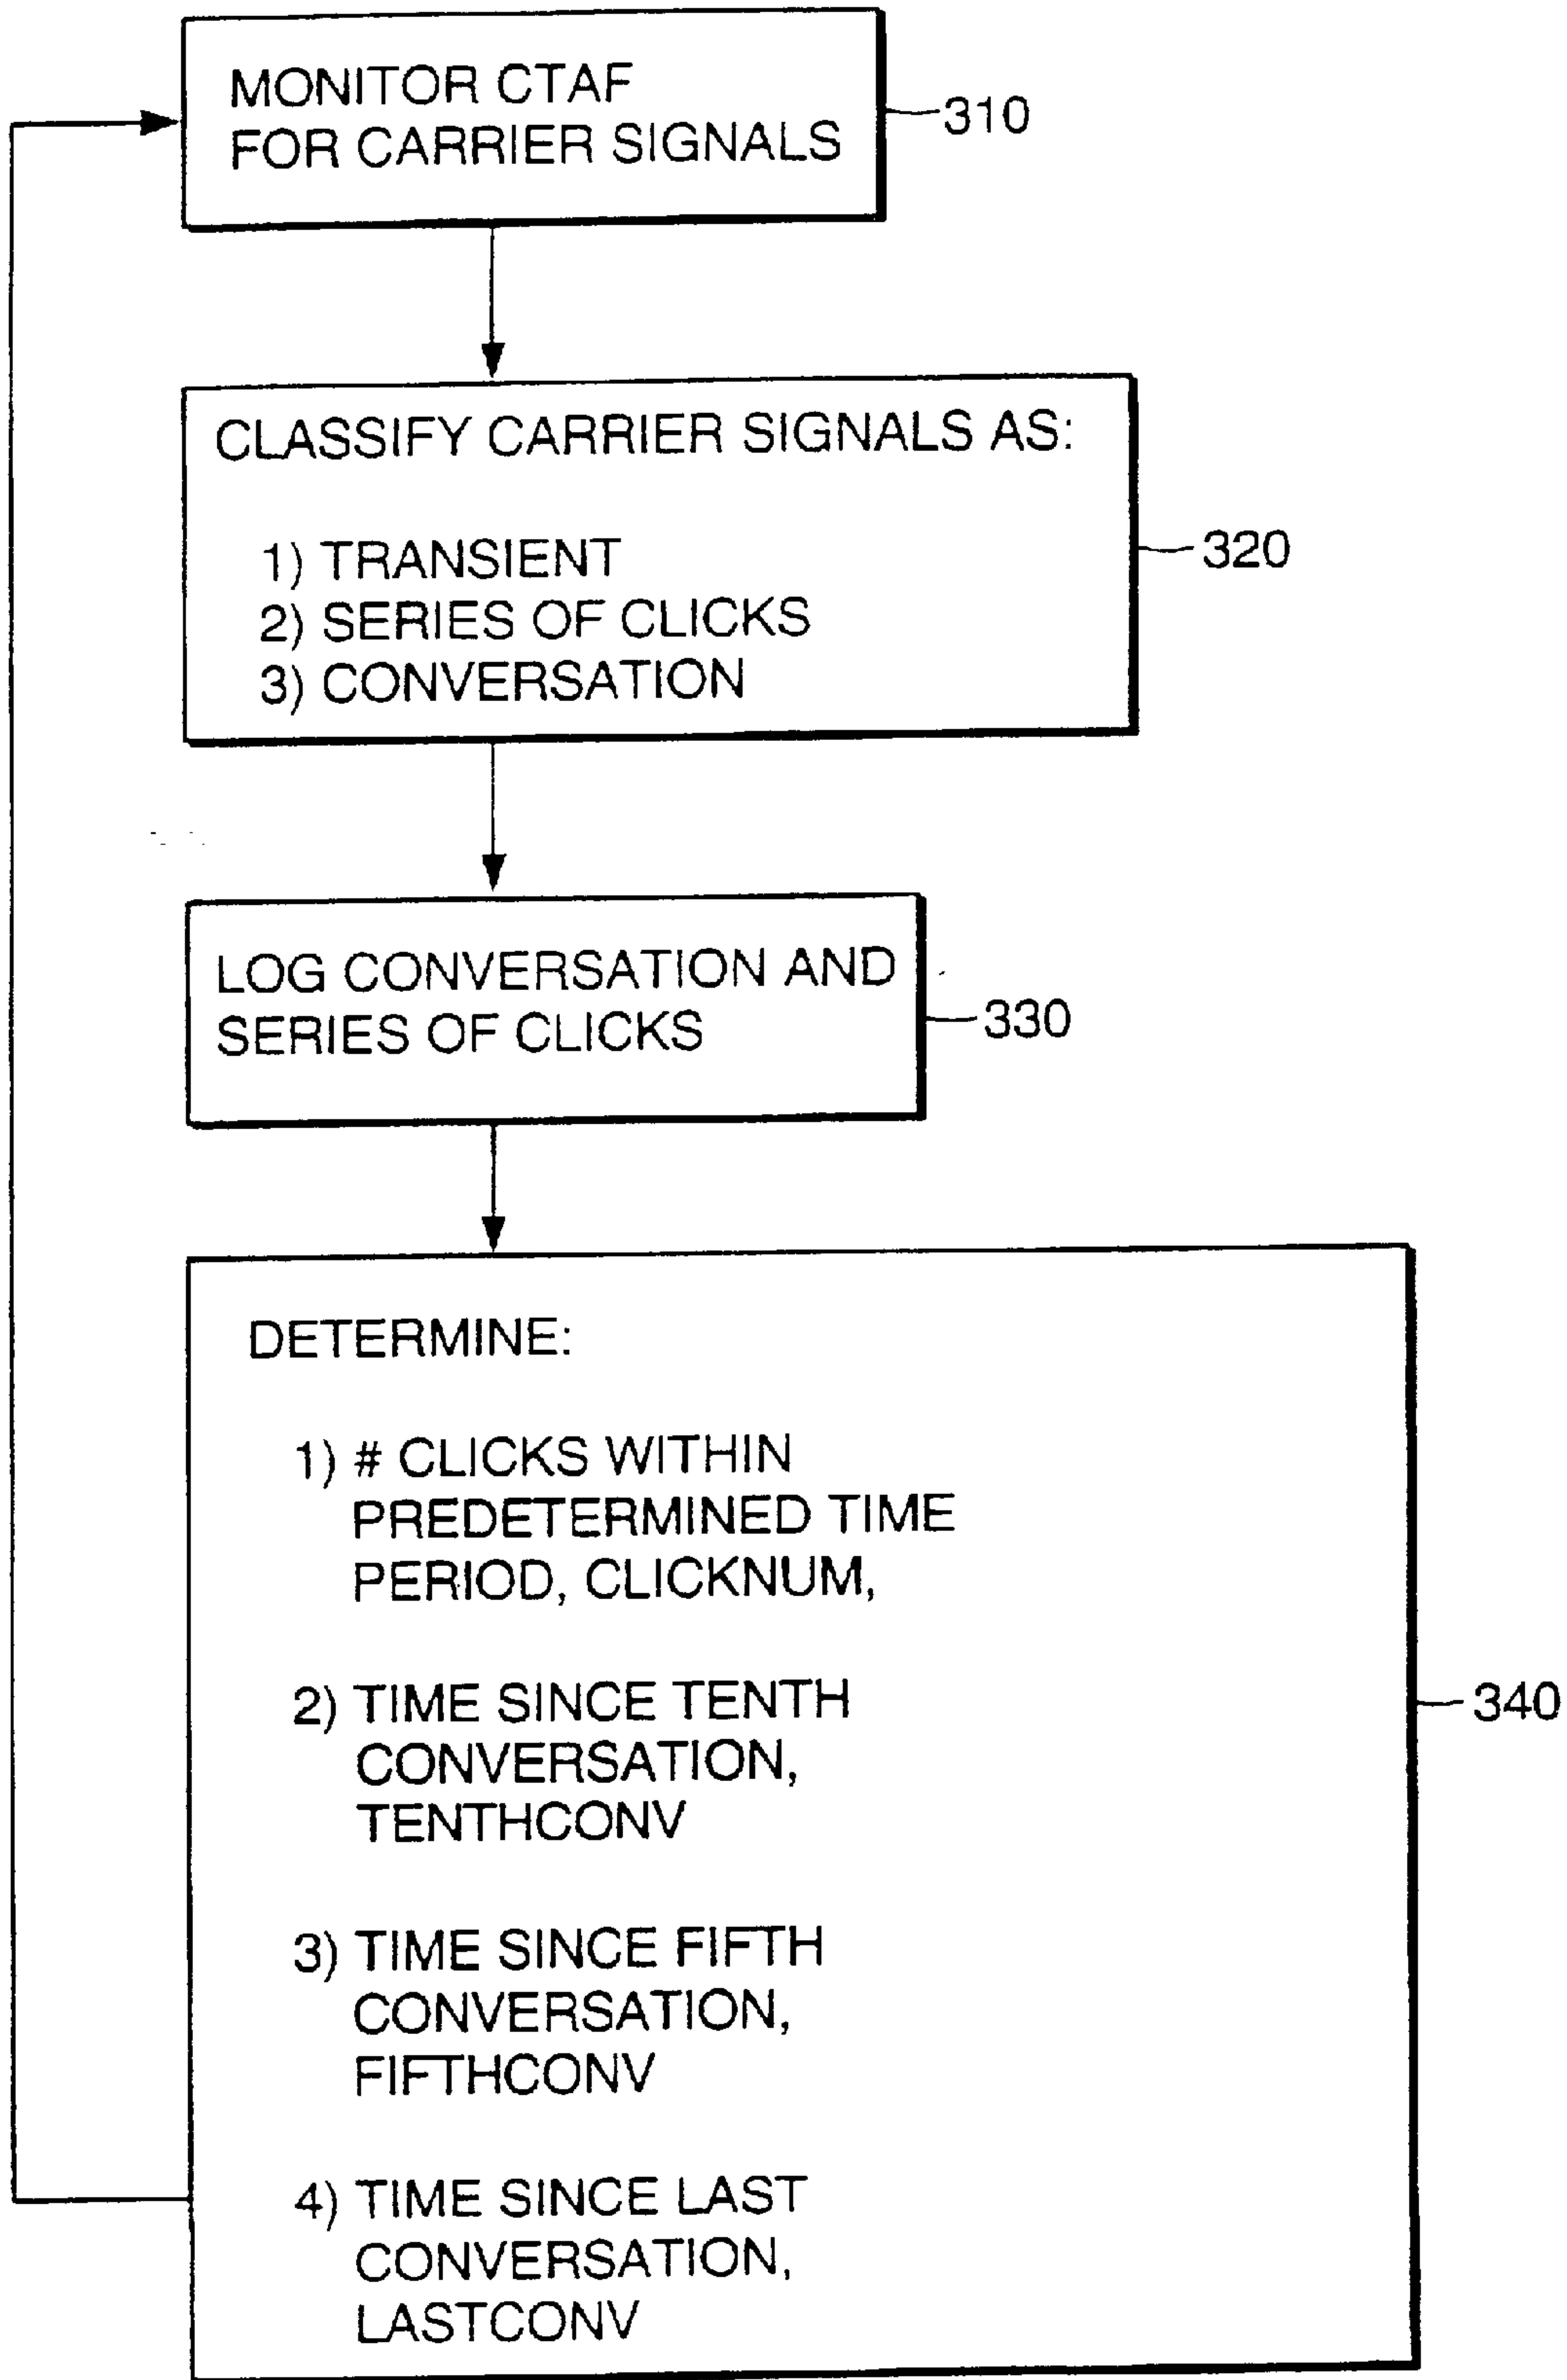 MONITOR CTAF
FOR CARRIER SIGNALS
310
CLASSIFY CARRIER SIGNALS AS:
1) TRANSIENT
2) SERIES OF CLICKS
3) CONVERSATION
320
LOG CONVERSATION AND
SERIES OF CLICKS
330
DETERMINE:
1) # CLICKS WITHIN
PREDETERMINED TIME
PERIOD, CLICKNUM,
2) TIME SINCE TENTH
CONVERSATION,
TENTHCONV
3) TIME SINCE FIFTH
CONVERSATION,
FIFTHCONV
4) TIME SINCE LAST
CONVERSATION,
LASTCONV
340